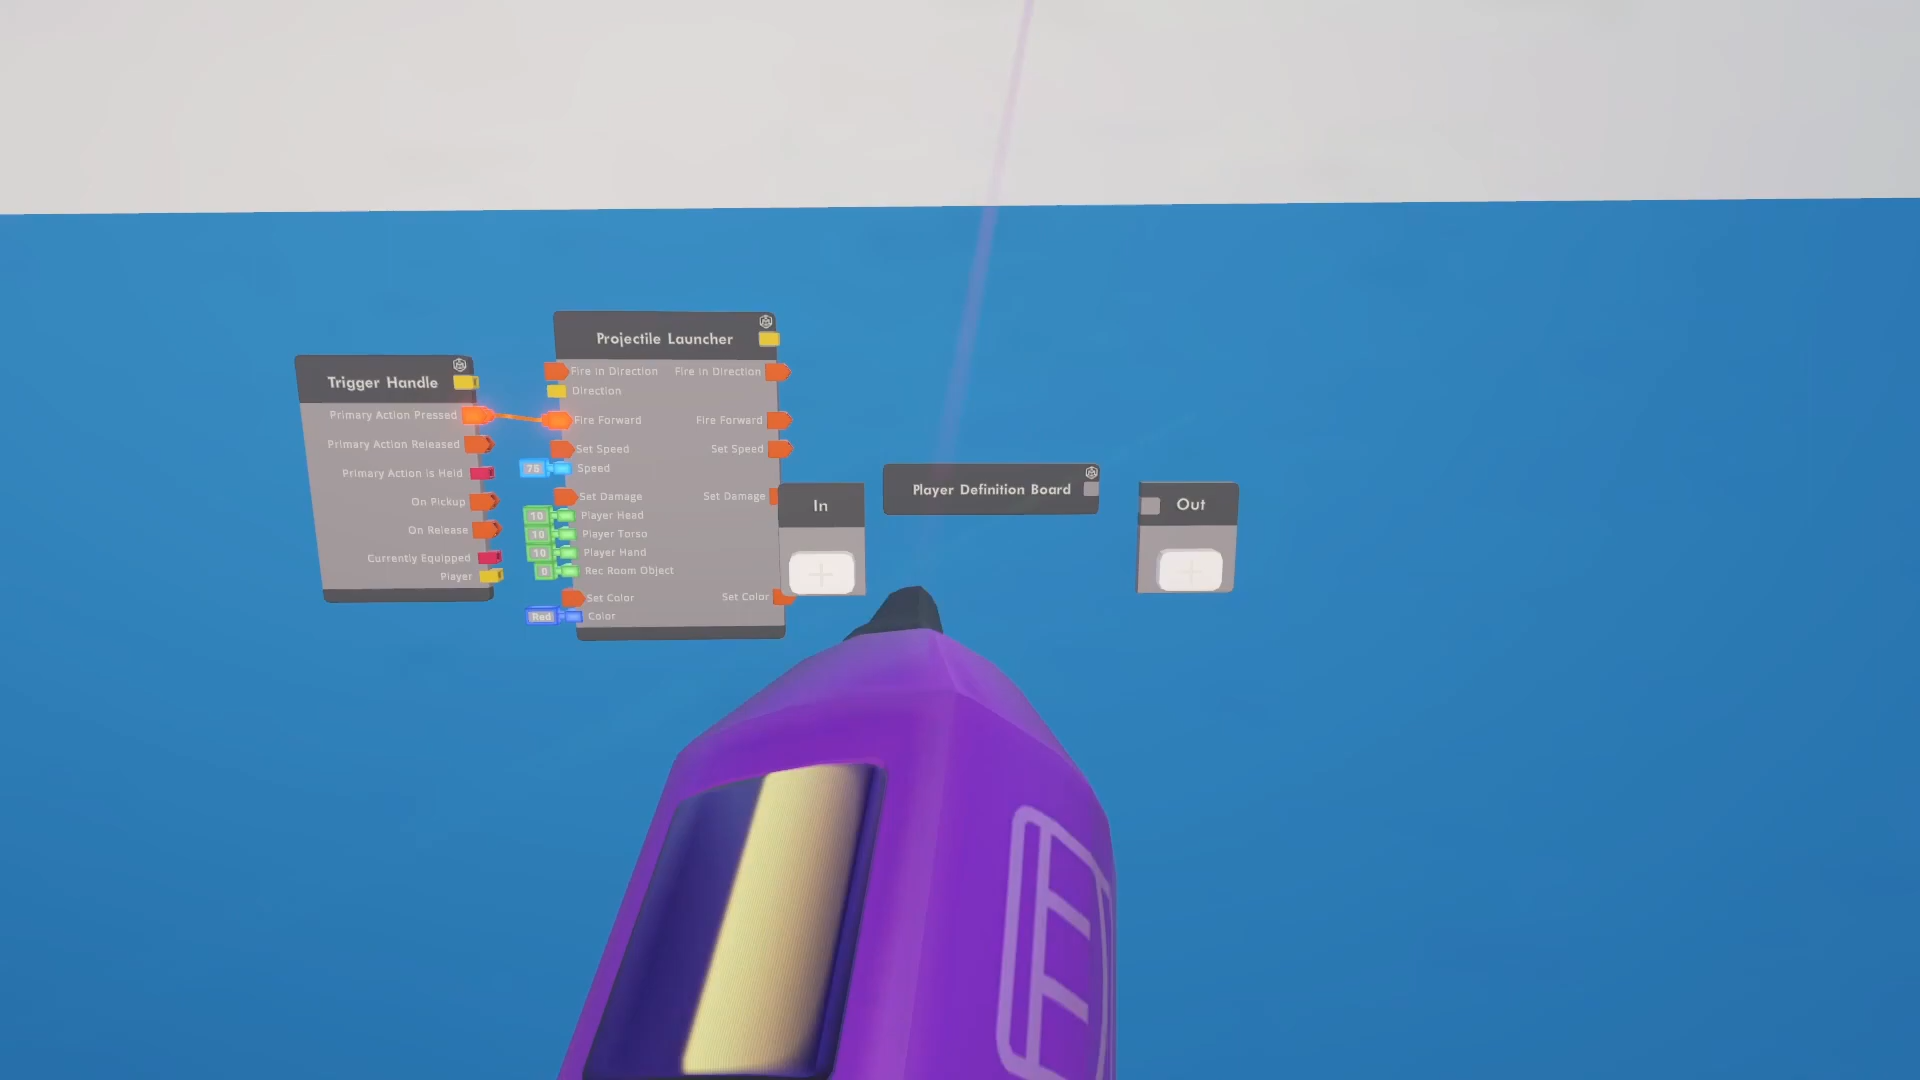 Trigger Handle
Primary Action Pressed
Primary Action Released
Primary Action is Held
On Pickup
On Release
Currently Equipped
Player
Projectile Launcher
Fire in Direction Fire in Direction
Direction
Fire Forward Fire Forward
Set Speed Set Speed
75 Speed
Set Damage Set Damage
10 Player Head
10 Player Torso
10 Player Hand
0 Rec Room Object
Set Color Set Color
Red Color
In
Player Definition Board
Out